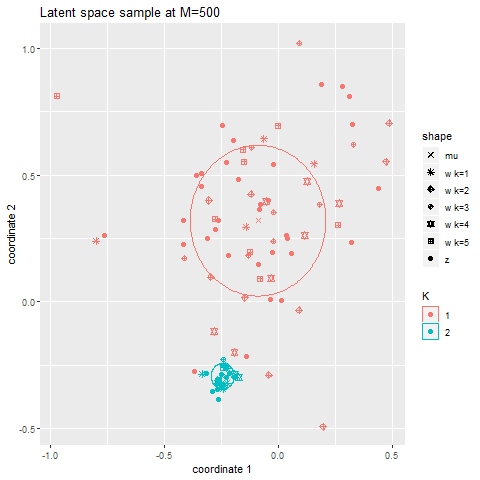 Latent space sample at M=500
1.0
0.5
0.0
-0.5
coordinate 2
-1.0
-0.5
0.0
0.5
coordinate 1
shape
mu
w k=1
w k=2
w k=3
w k=4
w k=5
z
K
1
2